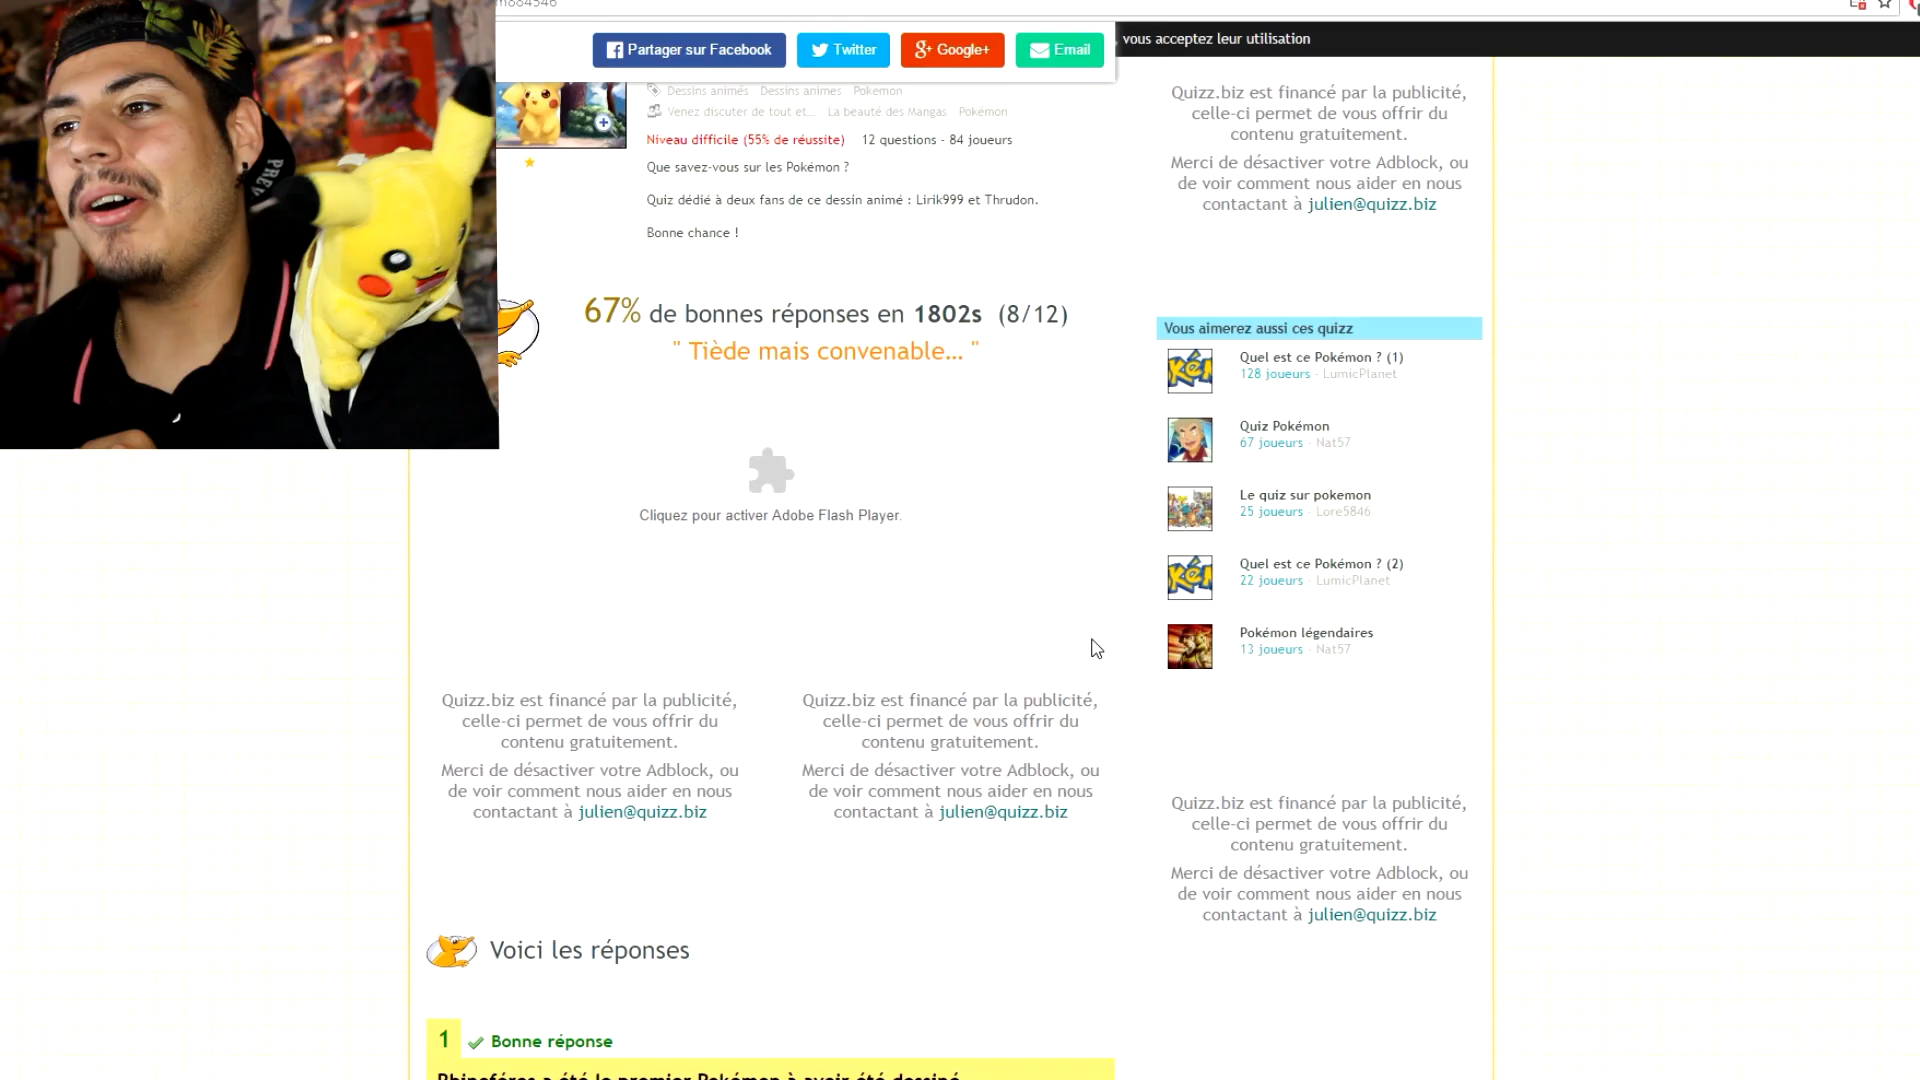 Partager sur Facebook
Twitter
Google+
Email
vous acceptez leur utilisation
Dessins animés Dessins animes Pokemon
Venez discuter de tout et... La beauté des Mangas Pokémon
Niveau difficile (55% de réussite) 12 questions - 84 joueurs
Que savez-vous sur les Pokémon ?
Quiz dédié à deux fans de ce dessin animé : Lirik999 et Thrudon.
Bonne chance !
67% de bonnes réponses en 1802s (8/12)
" Tiède mais convenable... "
Cliquez pour activer Adobe Flash Player.
Quizz.biz est financé par la publicité,
celle-ci permet de vous offrir du
contenu gratuitement.
Merci de désactiver votre Adblock, ou
de voir comment nous aider en nous
contactant à julien@quizz.biz
Quizz.biz est financé par la publicité,
celle-ci permet de vous offrir du
contenu gratuitement.
Merci de désactiver votre Adblock, ou
de voir comment nous aider en nous
contactant à julien@quizz.biz
Voici les réponses
1 Bonne réponse
Rhinoféros a été le premier Pokémon à avoir été dessiné
Quizz.biz est financé par la publicité,
celle-ci permet de vous offrir du
contenu gratuitement.
Merci de désactiver votre Adblock, ou
de voir comment nous aider en nous
contactant à julien@quizz.biz
Vous aimerez aussi ces quizz
Quel est ce Pokémon ? (1)
128 joueurs - LumicPlanet
Quiz Pokémon
67 joueurs - Nat57
Le quiz sur pokemon
25 joueurs - Lore5846
Quel est ce Pokémon ? (2)
22 joueurs - LumicPlanet
Pokémon légendaires
13 joueurs - Nat57
Quizz.biz est financé par la publicité,
celle-ci permet de vous offrir du
contenu gratuitement.
Merci de désactiver votre Adblock, ou
de voir comment nous aider en nous
contactant à julien@quizz.biz